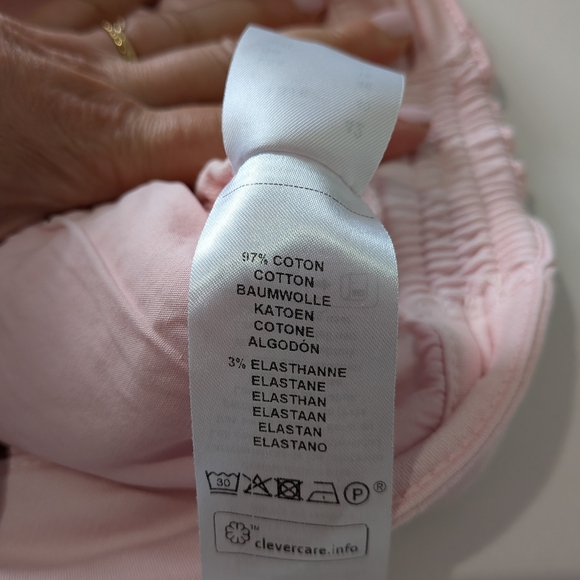 97% COTON
COTTON
BAUMWOLLE
KATOEN
COTONE
ALGODÓN
3% ELASTHANNE
ELASTANE
ELASTHAN
ELASTAAN
ELASTAN
ELASTANO
30 P ®
™
clevercare.info